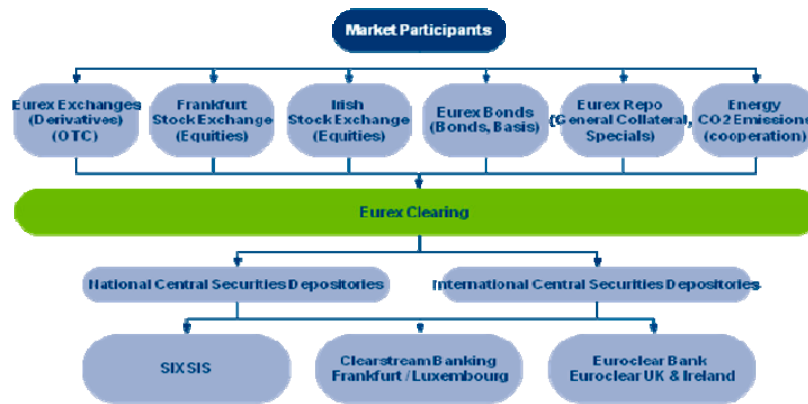 Market Participants
Eurex Exchanges
(Derivatives)
(OTC)
Frankfurt
Stock Exchange
(Equities)
Irish
Stock Exchange
(Equities)
Eurex Bonds
(Bonds, Basis)
Eurex Repo
(General Collateral,
Specials)
Energy
CO2 Emissions
(cooperation)
Eurex Clearing
National Central Securities Depositories
International Central Securities Depositories
SIX SIS
Clearstream Banking
Frankfurt / Luxembourg
Euroclear Bank
Euroclear UK & Ireland